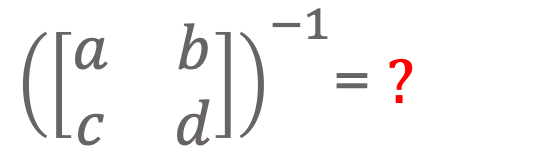 ([a b
c d])⁻¹ = ?